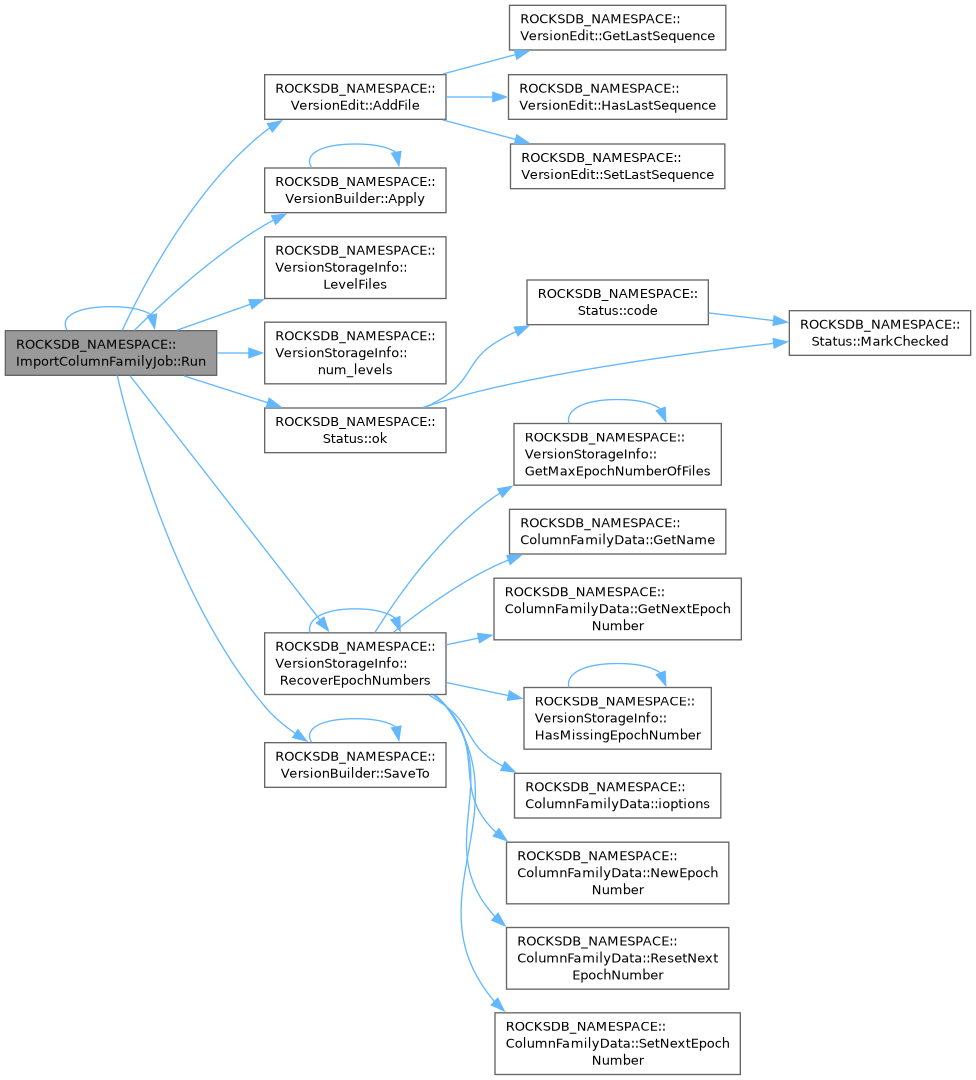 ROCKSDB_NAMESPACE::
ImportColumnFamilyJob::Run
ROCKSDB_NAMESPACE::
VersionEdit::AddFile
ROCKSDB_NAMESPACE::
VersionEdit::GetLastSequence
ROCKSDB_NAMESPACE::
VersionEdit::HasLastSequence
ROCKSDB_NAMESPACE::
VersionEdit::SetLastSequence
ROCKSDB_NAMESPACE::
VersionBuilder::Apply
ROCKSDB_NAMESPACE::
VersionStorageInfo::
LevelFiles
ROCKSDB_NAMESPACE::
VersionStorageInfo::
num_levels
ROCKSDB_NAMESPACE::
Status::ok
ROCKSDB_NAMESPACE::
Status::code
ROCKSDB_NAMESPACE::
Status::MarkChecked
ROCKSDB_NAMESPACE::
VersionStorageInfo::
RecoverEpochNumbers
ROCKSDB_NAMESPACE::
VersionStorageInfo::
GetMaxEpochNumberOfFiles
ROCKSDB_NAMESPACE::
ColumnFamilyData::GetName
ROCKSDB_NAMESPACE::
ColumnFamilyData::GetNextEpoch
Number
ROCKSDB_NAMESPACE::
VersionStorageInfo::
HasMissingEpochNumber
ROCKSDB_NAMESPACE::
ColumnFamilyData::ioptions
ROCKSDB_NAMESPACE::
ColumnFamilyData::NewEpoch
Number
ROCKSDB_NAMESPACE::
ColumnFamilyData::ResetNext
EpochNumber
ROCKSDB_NAMESPACE::
ColumnFamilyData::SetNextEpoch
Number
ROCKSDB_NAMESPACE::
VersionBuilder::SaveTo